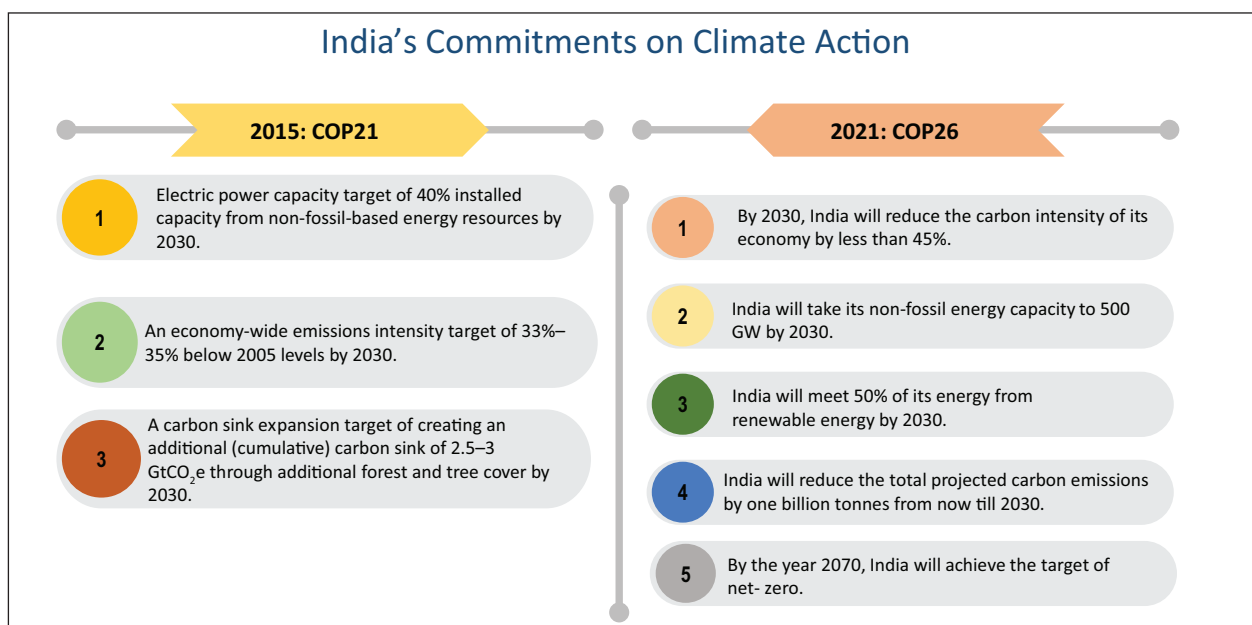 India's Commitments on Climate Action
2015: COP21
1
Electric power capacity target of 40% installed
capacity from non-fossil-based energy resources by
2030.
2
An economy-wide emissions intensity target of 33%–
35% below 2005 levels by 2030.
3
A carbon sink expansion target of creating an
additional (cumulative) carbon sink of 2.5–3
GtCO₂e through additional forest and tree cover by
2030.
2021: COP26
1
By 2030, India will reduce the carbon intensity of its
economy by less than 45%.
2
India will take its non-fossil energy capacity to 500
GW by 2030.
3
India will meet 50% of its energy from
renewable energy by 2030.
4
India will reduce the total projected carbon emissions
by one billion tonnes from now till 2030.
5
By the year 2070, India will achieve the target of
net- zero.